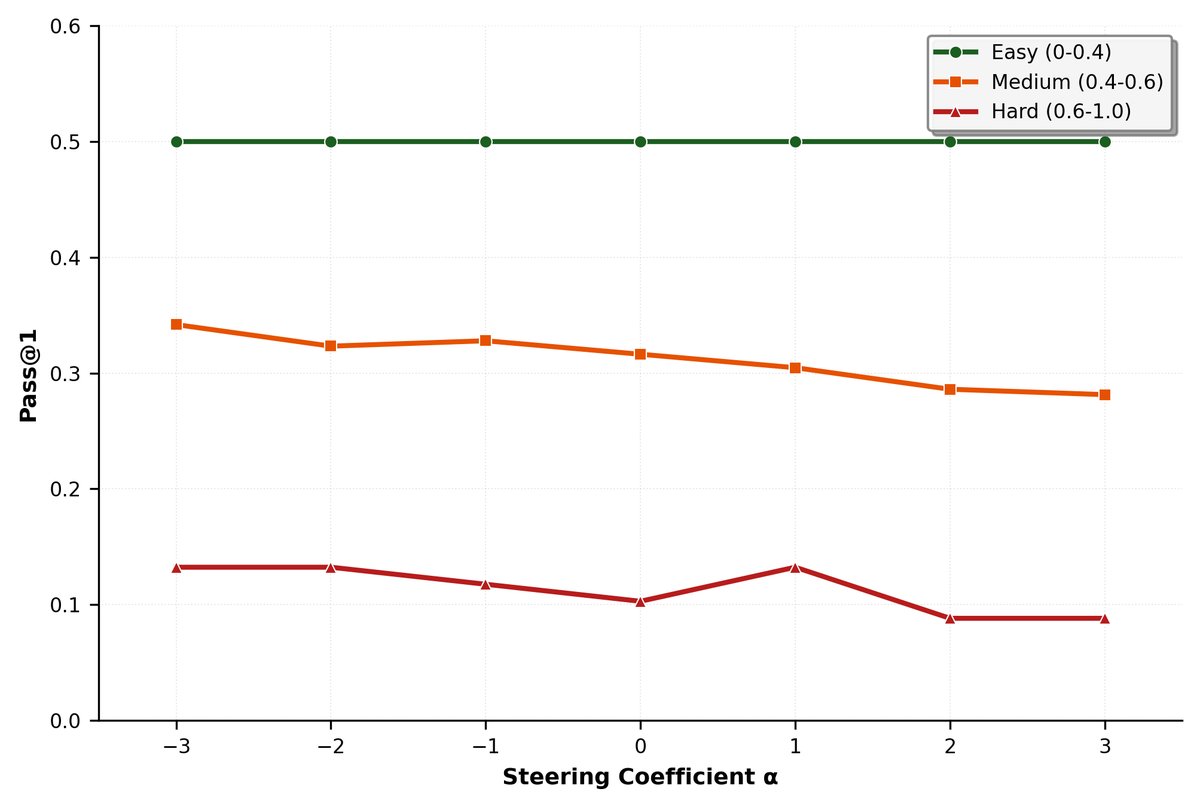 0.6
0.5
0.4
0.3
0.2
0.1
0.0
Pass@1
Easy (0-0.4)
Medium (0.4-0.6)
Hard (0.6-1.0)
−3
−2
−1
0
1
2
3
Steering Coefficient α